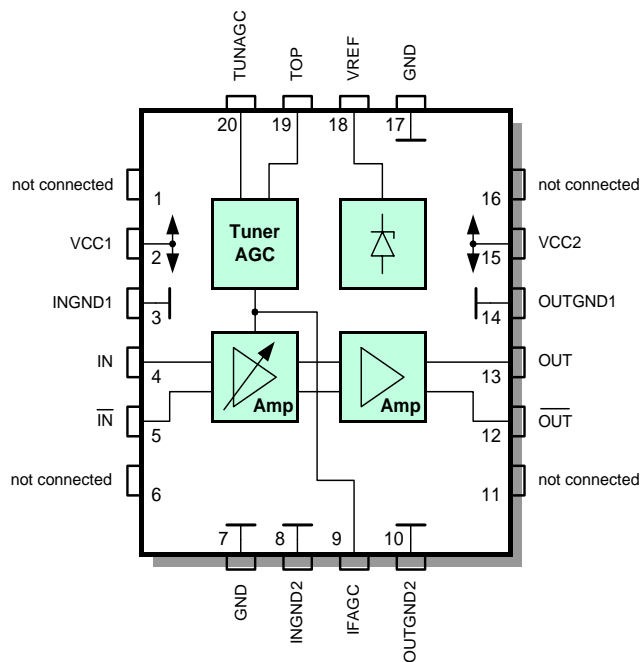 TUNAGC
TOP
VREF
GND
20
19
18
17
not connected
1
16
not connected
VCC1
2
Tuner
AGC
15
VCC2
INGND1
3
14
OUTGND1
IN
4
Amp
Amp
13
OUT
I̅N̅
5
12
O̅U̅T̅
not connected
6
11
not connected
7
8
9
10
GND
INGND2
IFAGC
OUTGND2